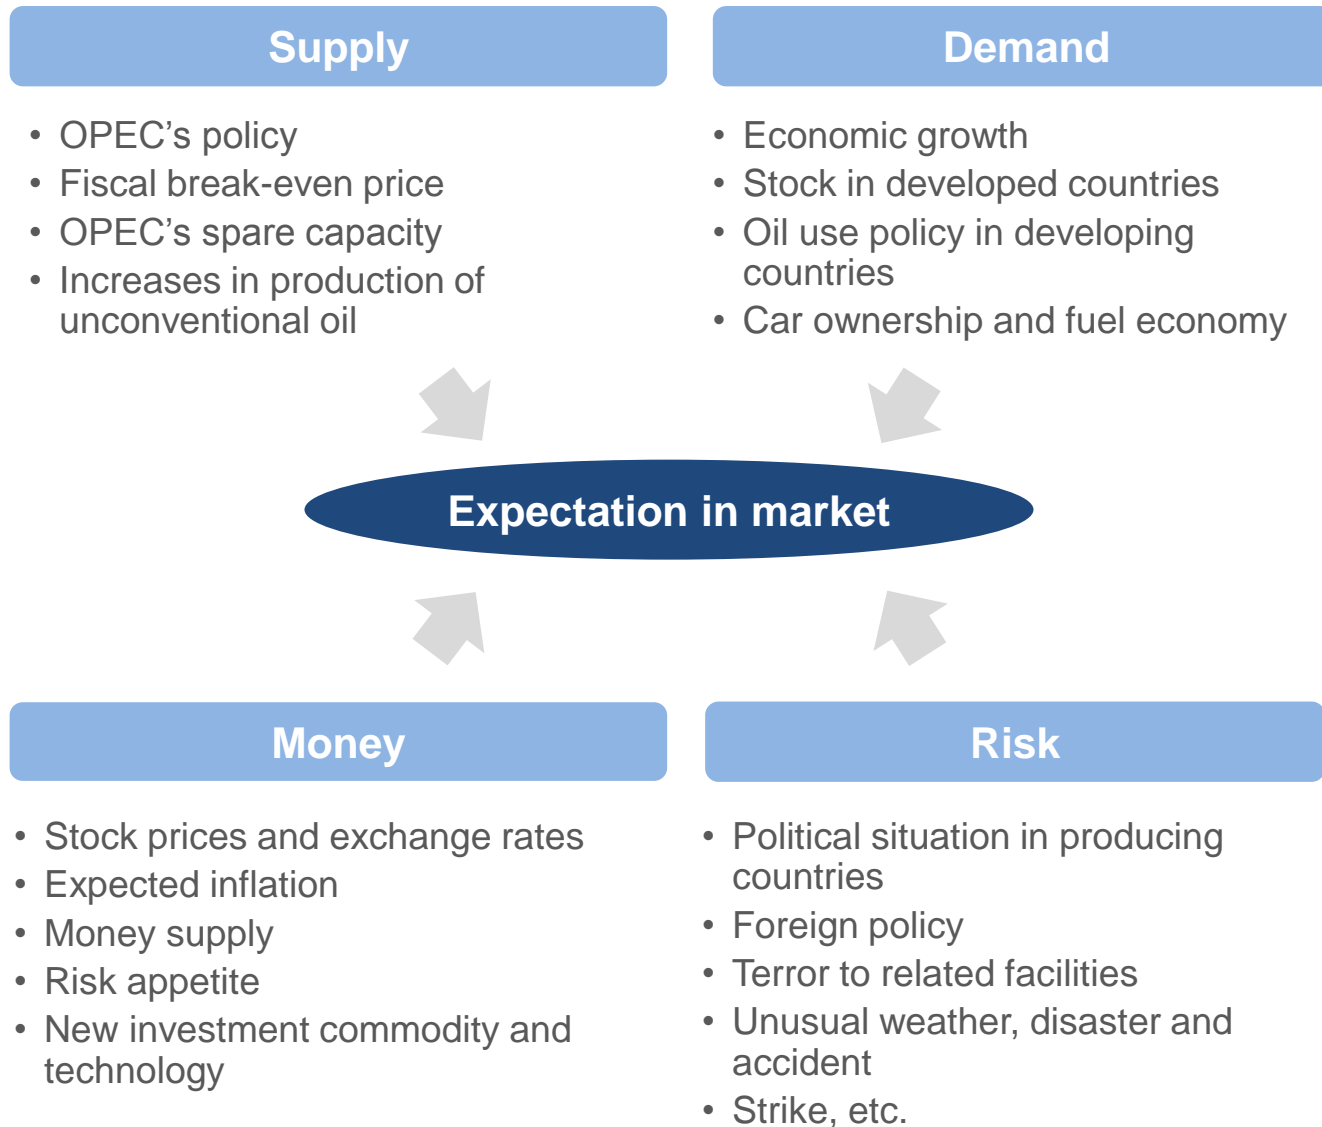 Supply
• OPEC’s policy
• Fiscal break-even price
• OPEC’s spare capacity
• Increases in production of
unconventional oil
Demand
• Economic growth
• Stock in developed countries
• Oil use policy in developing
countries
• Car ownership and fuel economy
Expectation in market
Money
• Stock prices and exchange rates
• Expected inflation
• Money supply
• Risk appetite
• New investment commodity and
technology
Risk
• Political situation in producing
countries
• Foreign policy
• Terror to related facilities
• Unusual weather, disaster and
accident
• Strike, etc.